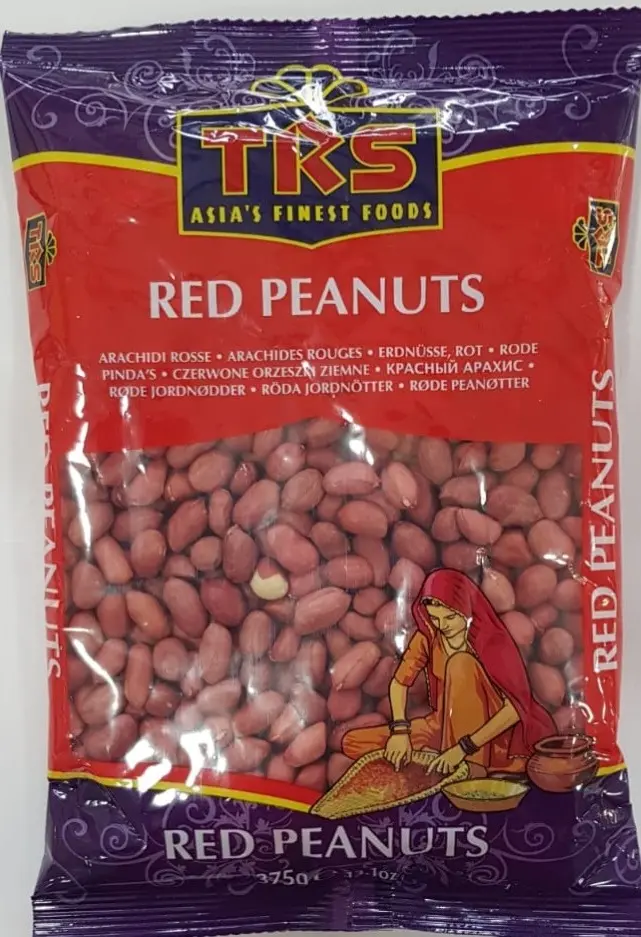 TRS
ASIA'S FINEST FOODS
TRS
TRS
RED PEANUTS
ARACHIDI ROSSE • ARACHIDES ROUGES • ERDNÜSSE, ROT • RODE
PINDA'S • CZERWONE ORZESZKI ZIEMNE • КРАСНЫЙ АРАХИС •
RØDE JORDNØDDER • RÖDA JORDNÖTTER • RØDE PEANØTTER
RED PEANUTS
RED PEANUTS
RED PEANUTS
375g